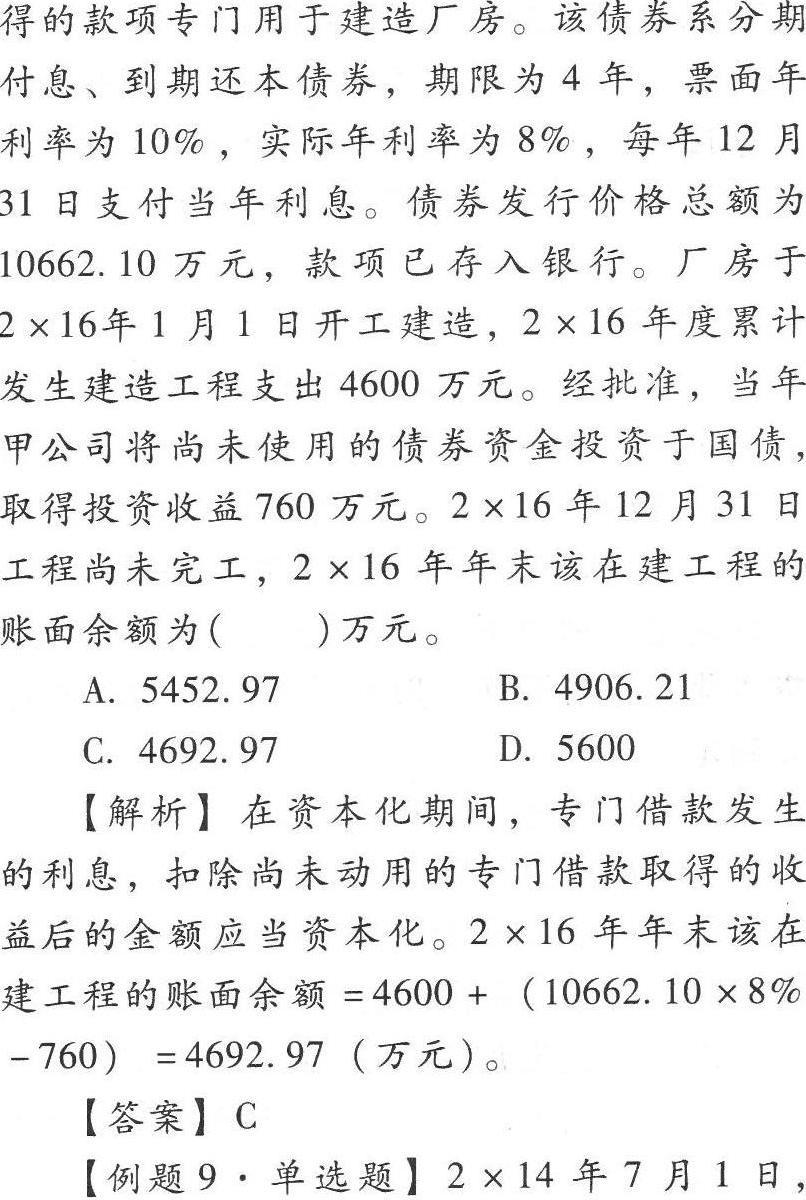 得的款项专门用于建造厂房。该债券系分期
付息、到期还本债券，期限为 4 年，票面年
利率为 10%，实际年利率为 8%，每年 12 月
31 日支付当年利息。债券发行价格总额为
10662.10 万元，款项已存入银行。厂房于
2×16年 1 月 1 日开工建造，2×16 年度累计
发生建造工程支出 4600 万元。经批准，当年
甲公司将尚未使用的债券资金投资于国债，
取得投资收益 760 万元。2×16 年 12 月 31 日
工程尚未完工，2×16 年年末该在建工程的
账面余额为(　　)万元。
A. 5452.97　　B. 4906.21
C. 4692.97　　D. 5600
【解析】在资本化期间，专门借款发生
的利息，扣除尚未动用的专门借款取得的收
益后的金额应当资本化。2×16 年年末该在
建工程的账面余额 =4600 + （10662.10 ×8%
-760） =4692.97（万元）。
【答案】C
【例题 9·单选题】2×14 年 7 月 1 日，